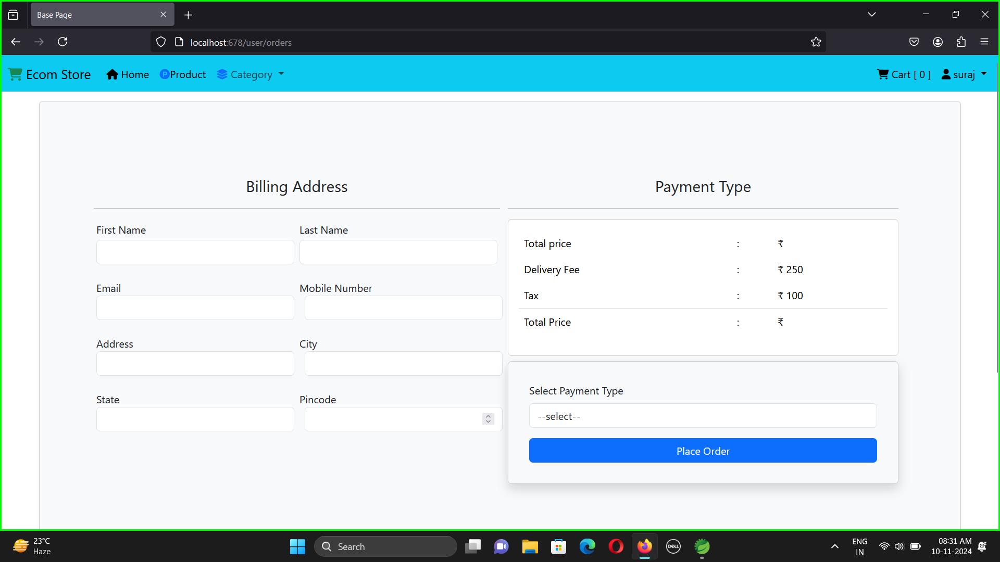 Base Page
localhost:678/user/orders
Ecom Store Home Product Category Cart [ 0 ] suraj
Billing Address
First Name Last Name
Email Mobile Number
Address City
State Pincode
Payment Type
Total price : ₹
Delivery Fee : ₹ 250
Tax : ₹ 100
Total Price : ₹
Select Payment Type
--select--
Place Order
23°C
Haze
Search
DELL
ENG
IN
08:31 AM
10-11-2024